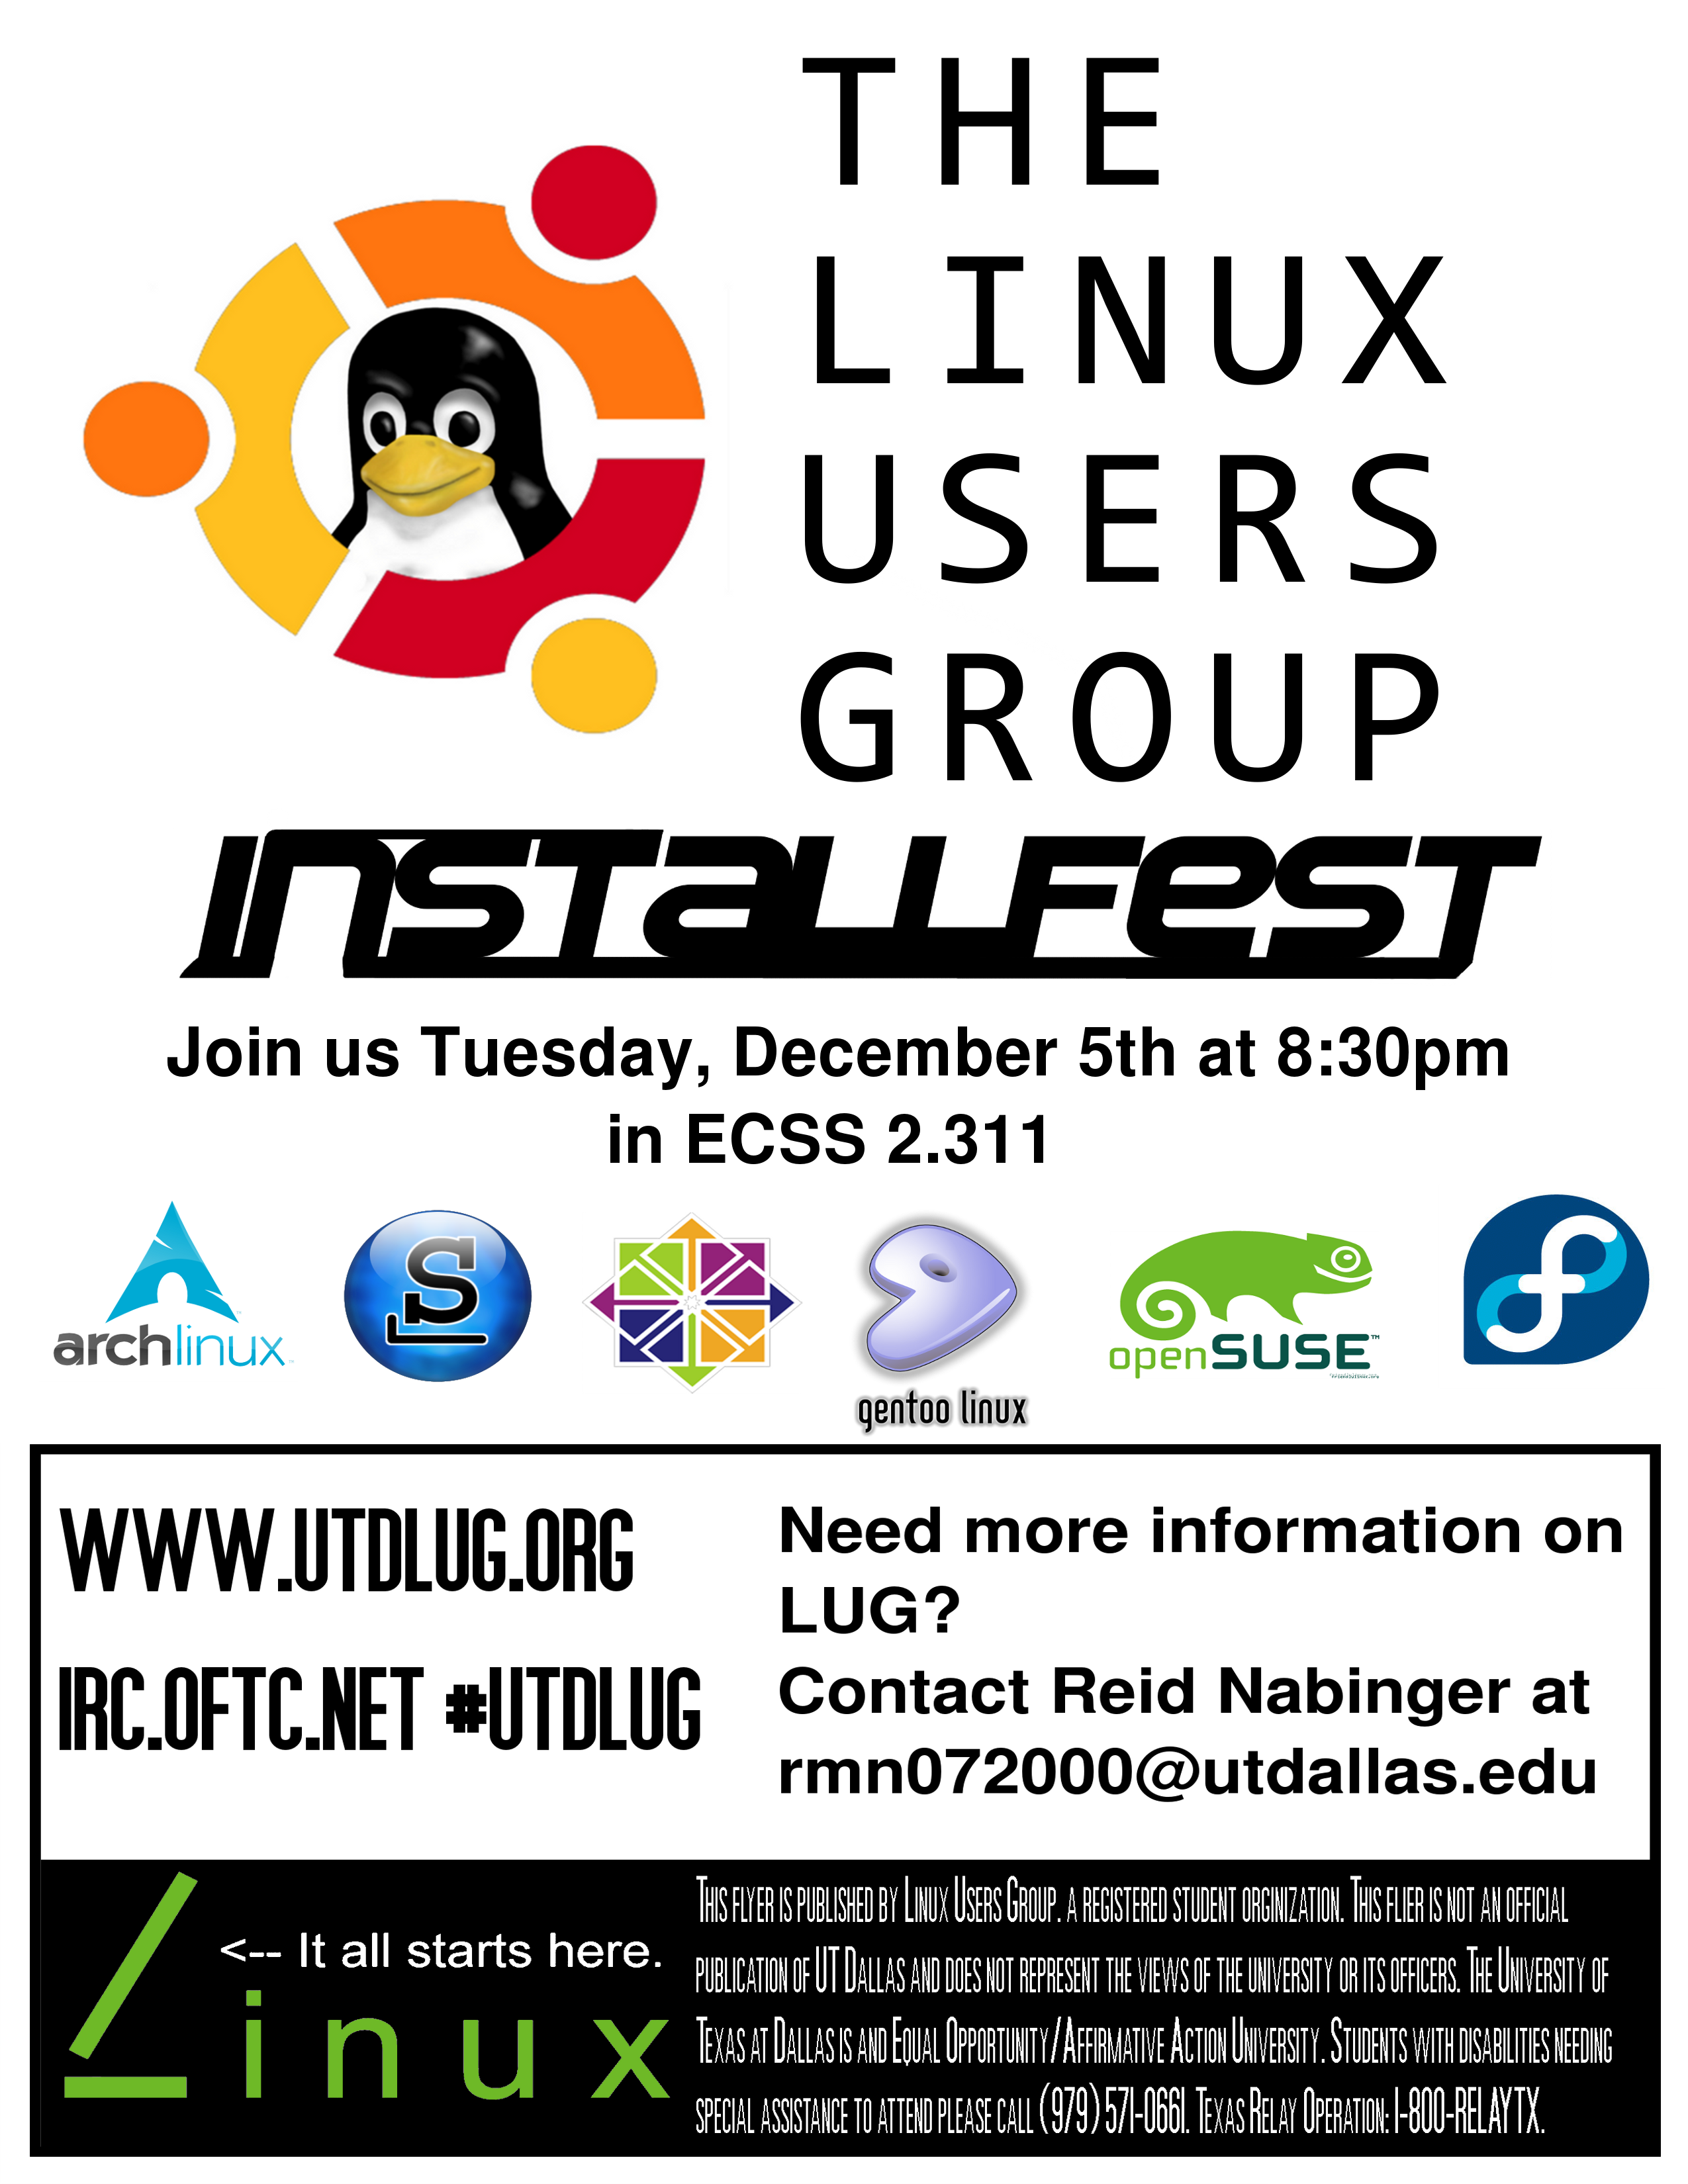 THE
LINUX
USERS
GROUP
INSTALLFEST
Join us Tuesday, December 5th at 8:30pm
in ECSS 2.311
archlinux
S
gentoo linux
openSUSE™
WWW.UTDLUG.ORG
IRC.OFTC.NET #UTDLUG
Need more information on
LUG?
Contact Reid Nabinger at
rmn072000@utdallas.edu
<-- It all starts here.
Linux
This flyer is published by Linux Users Group. a registered student orginization. This flier is not an official
publication of UT Dallas and does not represent the views of the university or its officers. The University of
Texas at Dallas is and Equal Opportunity/Affirmative Action University. Students with disabilities needing
special assistance to attend please call (979) 571-0661. Texas Relay Operation: 1-800-RELAYTX.